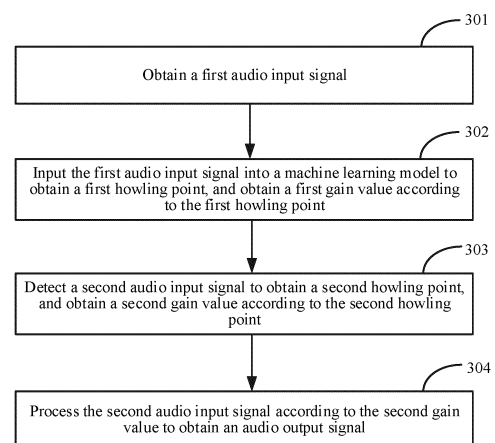 301
Obtain a first audio input signal
302
Input the first audio input signal into a machine learning model to
obtain a first howling point, and obtain a first gain value according
to the first howling point
303
Detect a second audio input signal to obtain a second howling point,
and obtain a second gain value according to the second howling
point
304
Process the second audio input signal according to the second gain
value to obtain an audio output signal